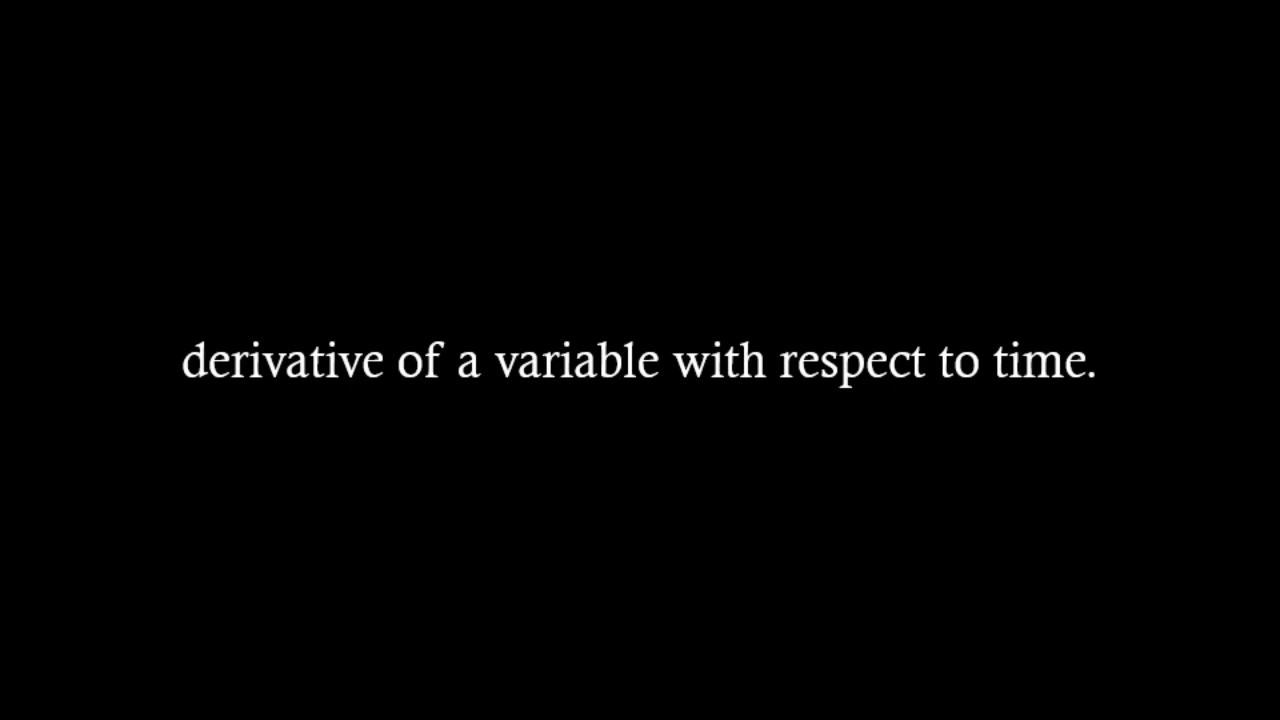 derivative of a variable with respect to time.